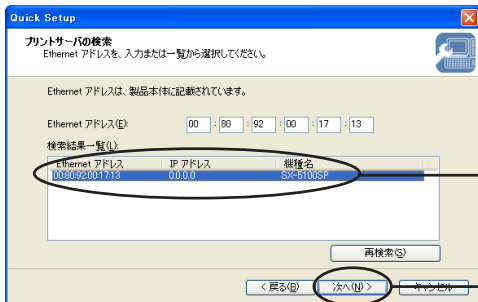 Quick Setup
プリントサーバの検索
Ethernet アドレスを、入力または一覧から選択してください。
Ethernet アドレスは、製品本体に記載されています。
Ethernet アドレス(E): 00 : 80 : 92 : 00 : 17 : 13
検索結果一覧(L):
Ethernet アドレス IP アドレス 機種名
00:80:92:00:17:13 0.0.0.0 SX-5100SP
再検索(S)
< 戻る(B) 次へ(N) > キャンセル